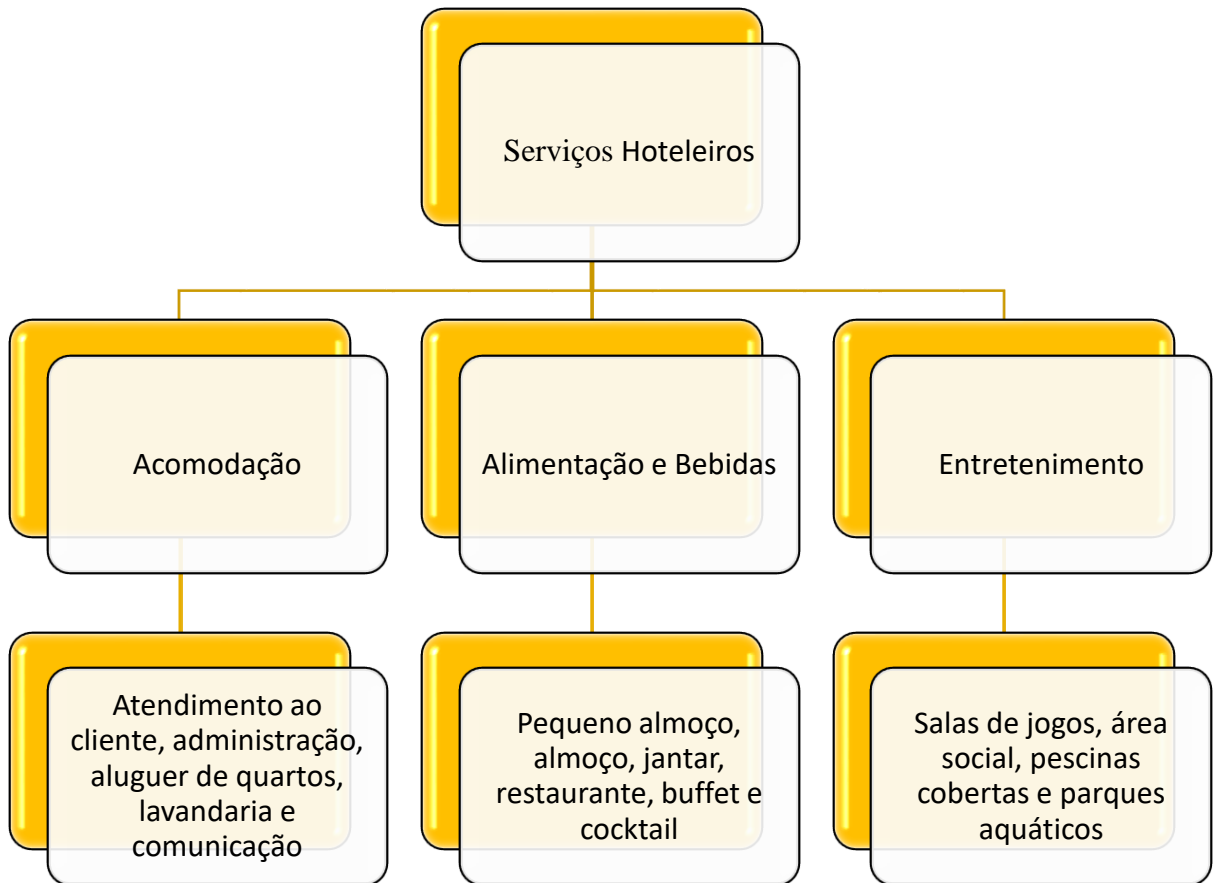 Serviços Hoteleiros
Acomodação
Alimentação e Bebidas
Entretenimento
Atendimento ao
cliente, administração,
aluguer de quartos,
lavandaria e
comunicação
Pequeno almoço,
almoço, jantar,
restaurante, buffet e
cocktail
Salas de jogos, área
social, pescinas
cobertas e parques
aquáticos